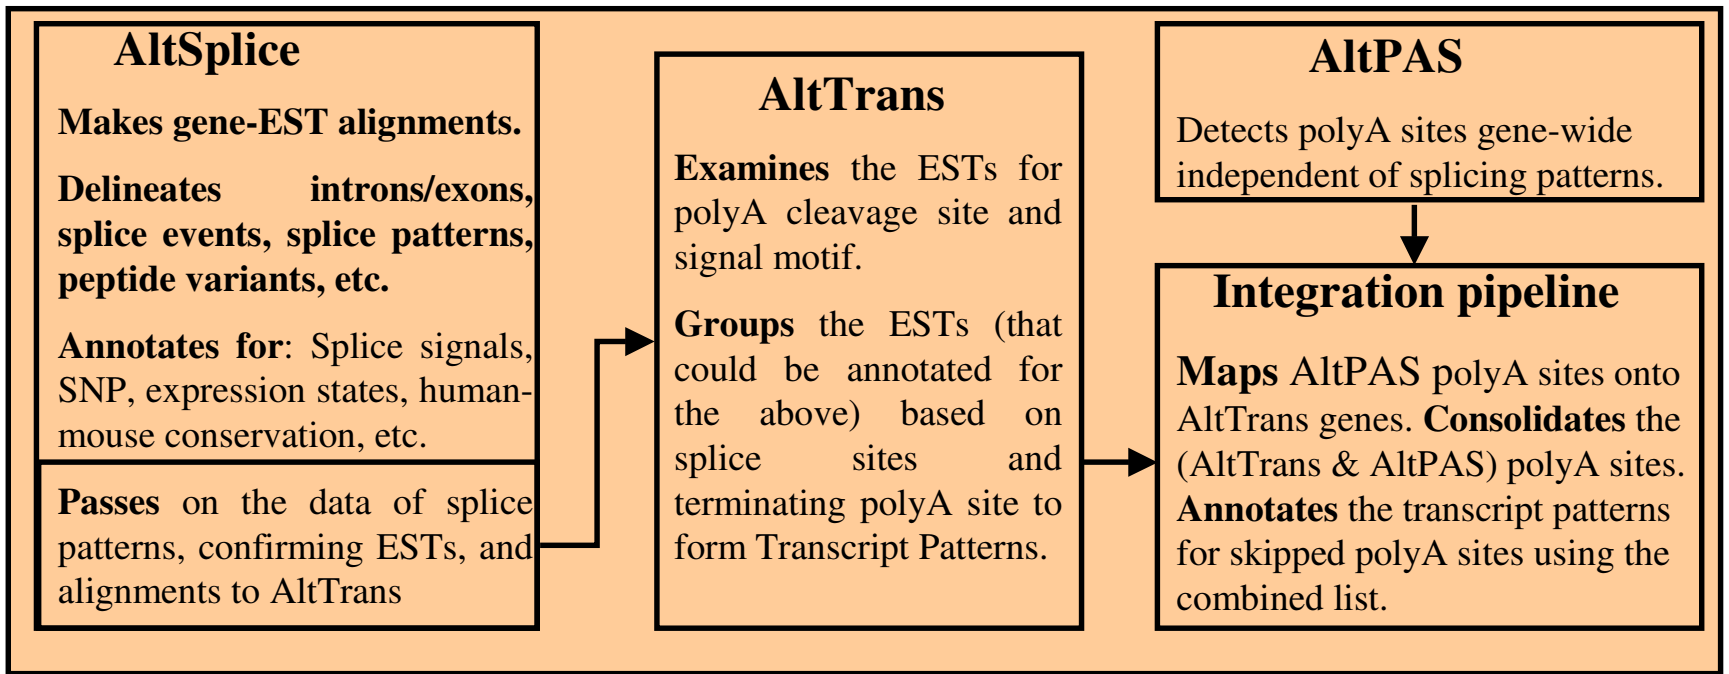 AltSplice
Makes gene-EST alignments.
Delineates introns/exons,
splice events, splice patterns,
peptide variants, etc.
Annotates for: Splice signals,
SNP, expression states, human-
mouse conservation, etc.
Passes on the data of splice
patterns, confirming ESTs, and
alignments to AltTrans
AltTrans
Examines the ESTs for
polyA cleavage site and
signal motif.
Groups the ESTs (that
could be annotated for
the above) based on
splice sites and
terminating polyA site to
form Transcript Patterns.
AltPAS
Detects polyA sites gene-wide
independent of splicing patterns.
Integration pipeline
Maps AltPAS polyA sites onto
AltTrans genes. Consolidates the
(AltTrans & AltPAS) polyA sites.
Annotates the transcript patterns
for skipped polyA sites using the
combined list.